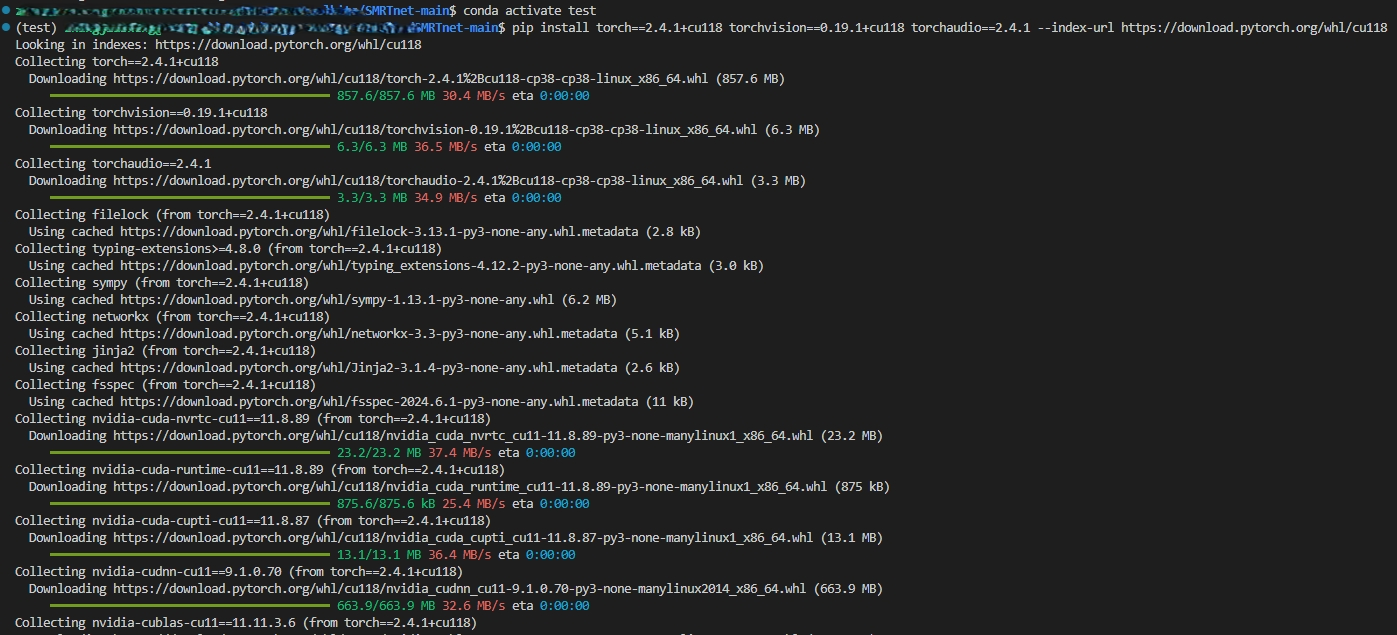 SMRTnet-main$ conda activate test
(test) SMRTnet-main$ pip install torch==2.4.1+cu118 torchvision==0.19.1+cu118 torchaudio==2.4.1 --index-url https://download.pytorch.org/whl/cu118
Looking in indexes: https://download.pytorch.org/whl/cu118
Collecting torch==2.4.1+cu118
Downloading https://download.pytorch.org/whl/cu118/torch-2.4.1%2Bcu118-cp38-cp38-linux_x86_64.whl (857.6 MB)
857.6/857.6 MB 30.4 MB/s eta 0:00:00
Collecting torchvision==0.19.1+cu118
Downloading https://download.pytorch.org/whl/cu118/torchvision-0.19.1%2Bcu118-cp38-cp38-linux_x86_64.whl (6.3 MB)
6.3/6.3 MB 36.5 MB/s eta 0:00:00
Collecting torchaudio==2.4.1
Downloading https://download.pytorch.org/whl/cu118/torchaudio-2.4.1%2Bcu118-cp38-cp38-linux_x86_64.whl (3.3 MB)
3.3/3.3 MB 34.9 MB/s eta 0:00:00
Collecting filelock (from torch==2.4.1+cu118)
Using cached https://download.pytorch.org/whl/filelock-3.13.1-py3-none-any.whl.metadata (2.8 kB)
Collecting typing-extensions>=4.8.0 (from torch==2.4.1+cu118)
Using cached https://download.pytorch.org/whl/typing_extensions-4.12.2-py3-none-any.whl.metadata (3.0 kB)
Collecting sympy (from torch==2.4.1+cu118)
Using cached https://download.pytorch.org/whl/sympy-1.13.1-py3-none-any.whl (6.2 MB)
Collecting networkx (from torch==2.4.1+cu118)
Using cached https://download.pytorch.org/whl/networkx-3.3-py3-none-any.whl.metadata (5.1 kB)
Collecting jinja2 (from torch==2.4.1+cu118)
Using cached https://download.pytorch.org/whl/Jinja2-3.1.4-py3-none-any.whl.metadata (2.6 kB)
Collecting fsspec (from torch==2.4.1+cu118)
Using cached https://download.pytorch.org/whl/fsspec-2024.6.1-py3-none-any.whl.metadata (11 kB)
Collecting nvidia-cuda-nvrtc-cu11==11.8.89 (from torch==2.4.1+cu118)
Downloading https://download.pytorch.org/whl/cu118/nvidia_cuda_nvrtc_cu11-11.8.89-py3-none-manylinux1_x86_64.whl (23.2 MB)
23.2/23.2 MB 37.4 MB/s eta 0:00:00
Collecting nvidia-cuda-runtime-cu11==11.8.89 (from torch==2.4.1+cu118)
Downloading https://download.pytorch.org/whl/cu118/nvidia_cuda_runtime_cu11-11.8.89-py3-none-manylinux1_x86_64.whl (875 kB)
875.6/875.6 kB 25.4 MB/s eta 0:00:00
Collecting nvidia-cuda-cupti-cu11==11.8.87 (from torch==2.4.1+cu118)
Downloading https://download.pytorch.org/whl/cu118/nvidia_cuda_cupti_cu11-11.8.87-py3-none-manylinux1_x86_64.whl (13.1 MB)
13.1/13.1 MB 36.4 MB/s eta 0:00:00
Collecting nvidia-cudnn-cu11==9.1.0.70 (from torch==2.4.1+cu118)
Downloading https://download.pytorch.org/whl/cu118/nvidia_cudnn_cu11-9.1.0.70-py3-none-manylinux2014_x86_64.whl (663.9 MB)
663.9/663.9 MB 32.6 MB/s eta 0:00:00
Collecting nvidia-cublas-cu11==11.11.3.6 (from torch==2.4.1+cu118)